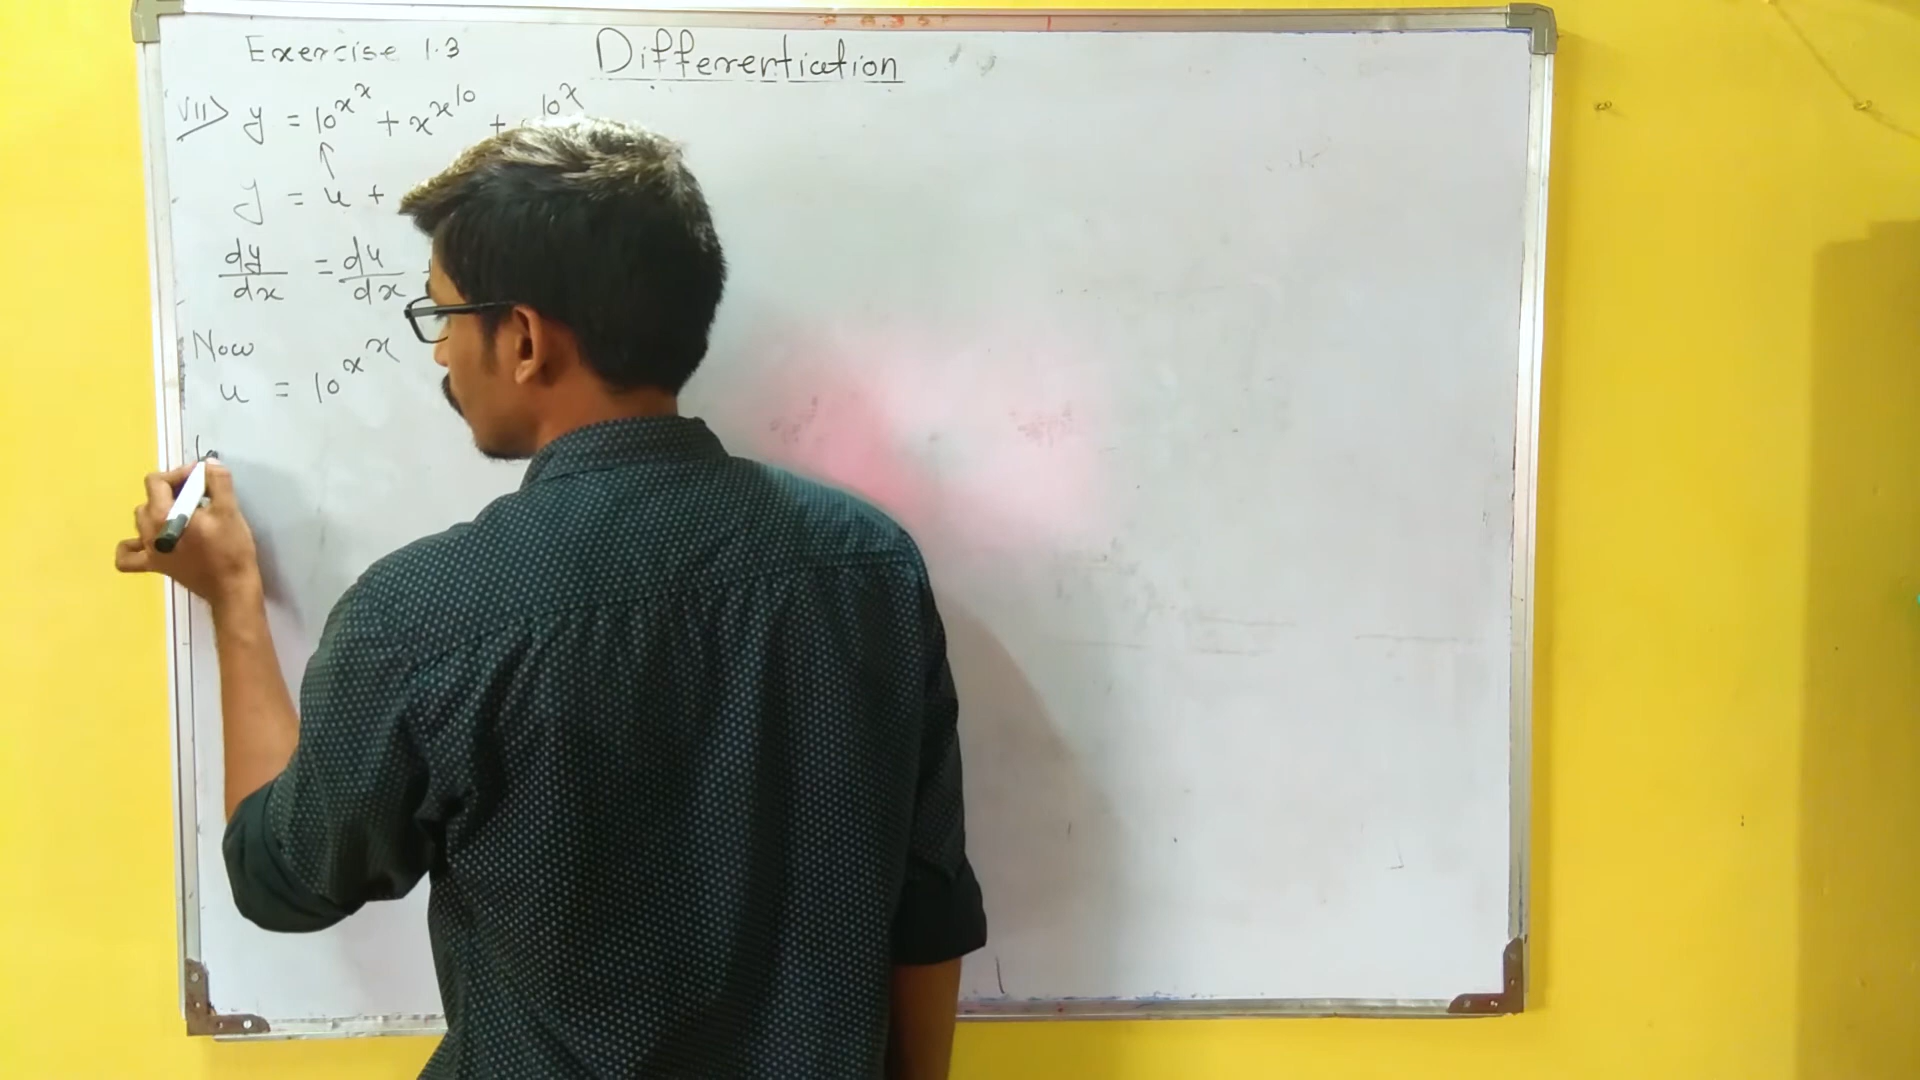 Exercise 1.3
Differentiation
VII> y = 10^x^x + x^x^10 + 10^x
y = u +
dy/dx = du/dx +
Now
u = 10^x^x